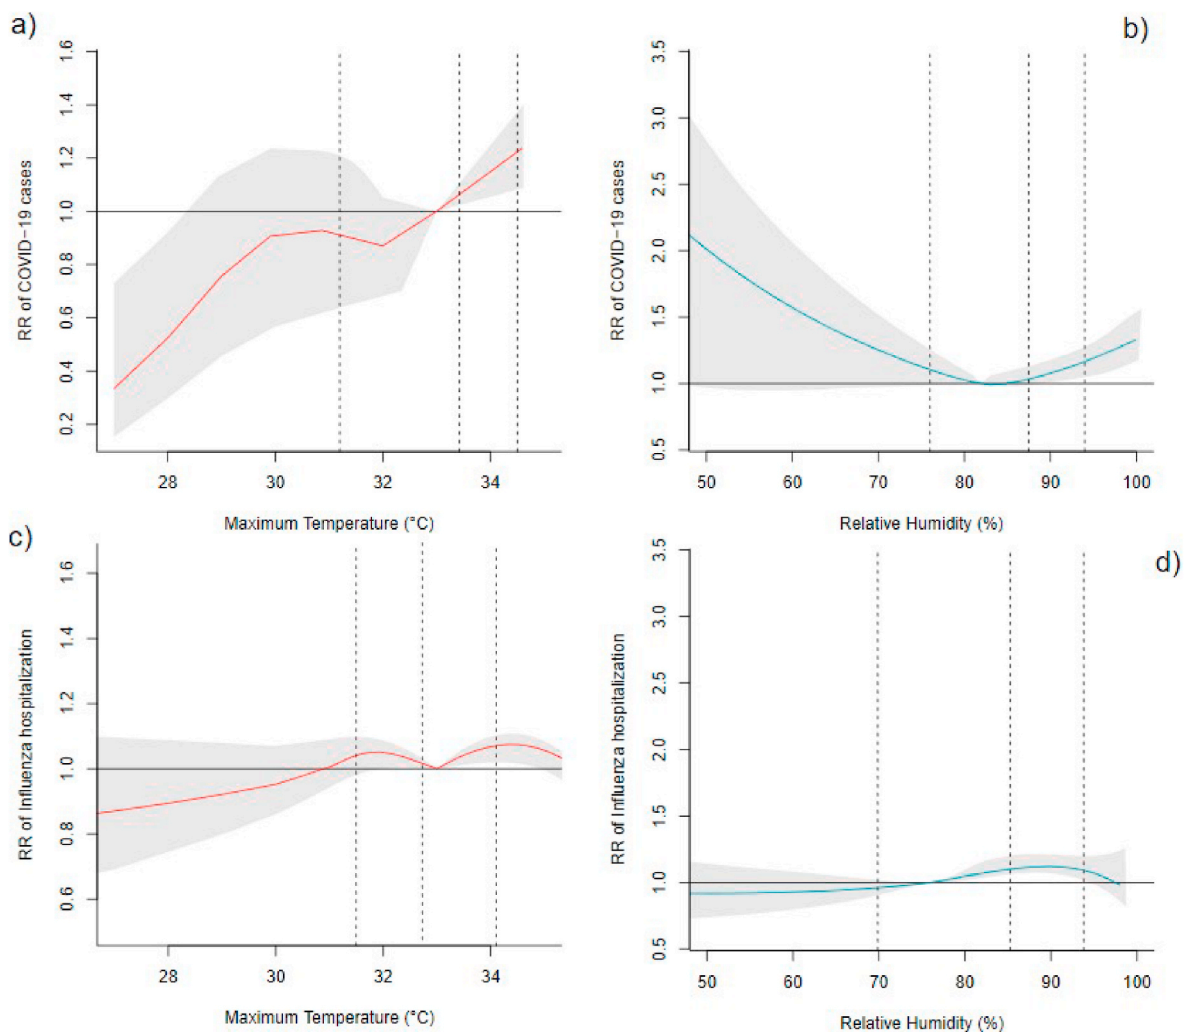 a)
1.6
1.4
1.2
1.0
0.8
0.6
0.4
0.2
RR of COVID-19 cases
28 30 32 34
Maximum Temperature (°C)
b)
3.5
3.0
2.5
2.0
1.5
1.0
0.5
RR of COVID-19 cases
50 60 70 80 90 100
Relative Humidity (%)
c)
1.6
1.4
1.2
1.0
0.8
0.6
RR of Influenza hospitalization
28 30 32 34
Maximum Temperature (°C)
d)
3.5
3.0
2.5
2.0
1.5
1.0
0.5
RR of Influenza hospitalization
50 60 70 80 90 100
Relative Humidity (%)